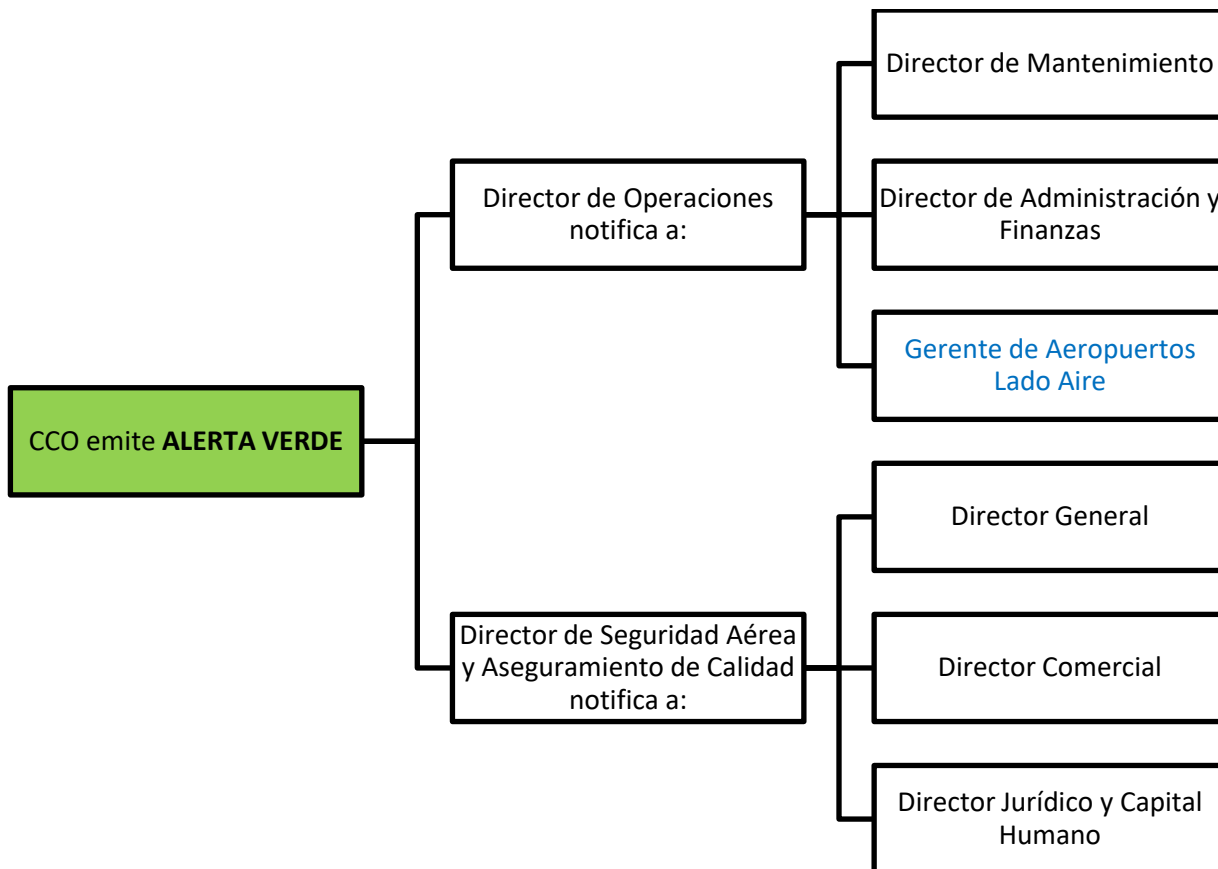 CCO emite ALERTA VERDE
Director de Operaciones
notifica a:
Director de Mantenimiento
Director de Administración y
Finanzas
Gerente de Aeropuertos
Lado Aire
Director de Seguridad Aérea
y Aseguramiento de Calidad
notifica a:
Director General
Director Comercial
Director Jurídico y Capital
Humano